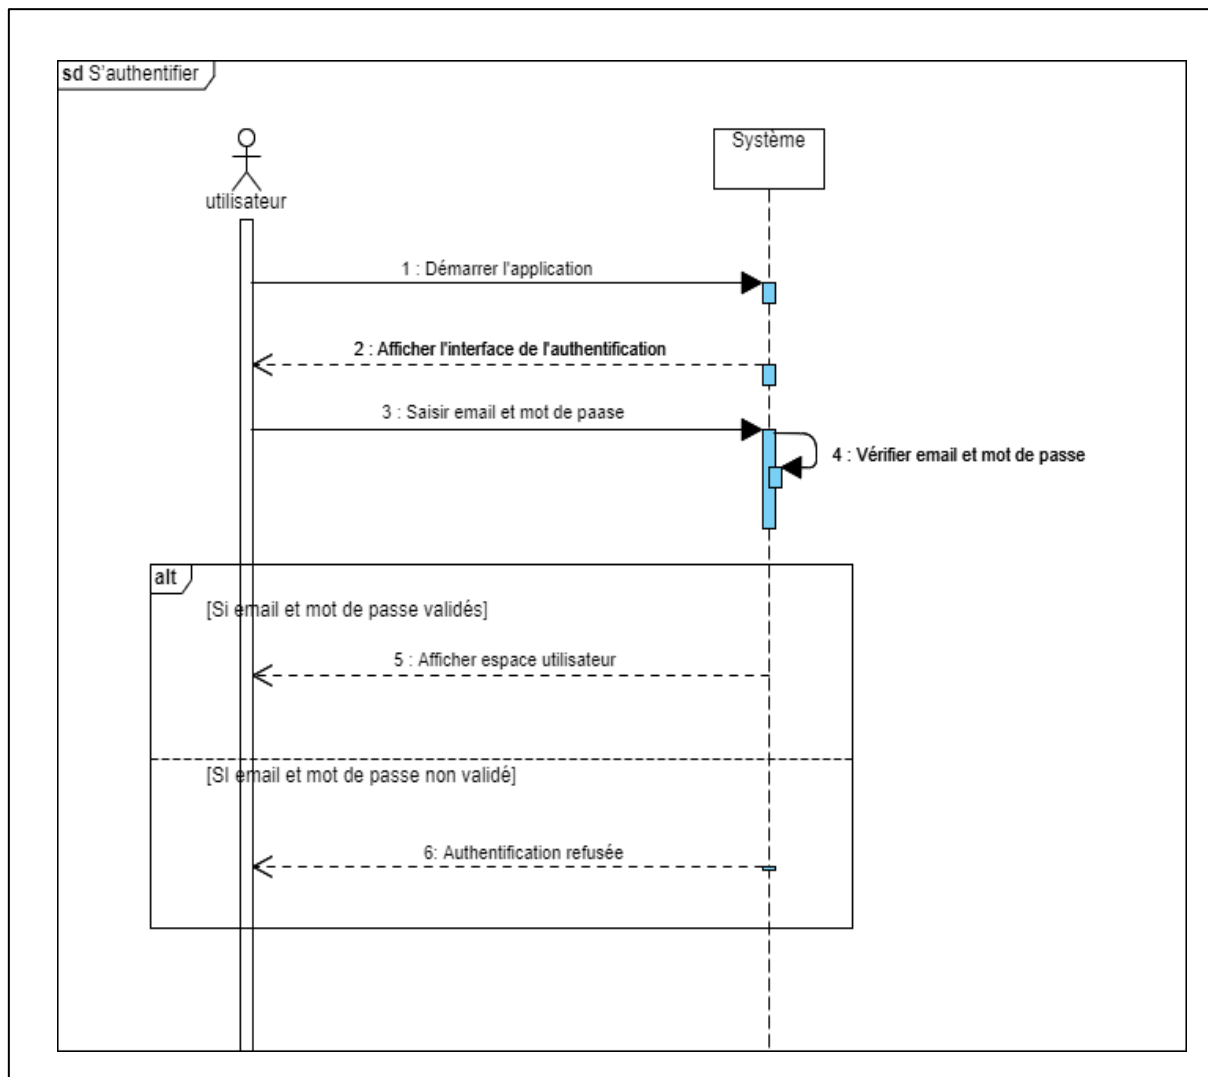 sd S'authentifier
Système
utilisateur
1 : Démarrer l'application
2 : Afficher l'interface de l'authentification
3 : Saisir email et mot de paase
4 : Vérifier email et mot de passe
alt
[Si email et mot de passe validés]
5 : Afficher espace utilisateur
[SI email et mot de passe non validé]
6: Authentification refusée